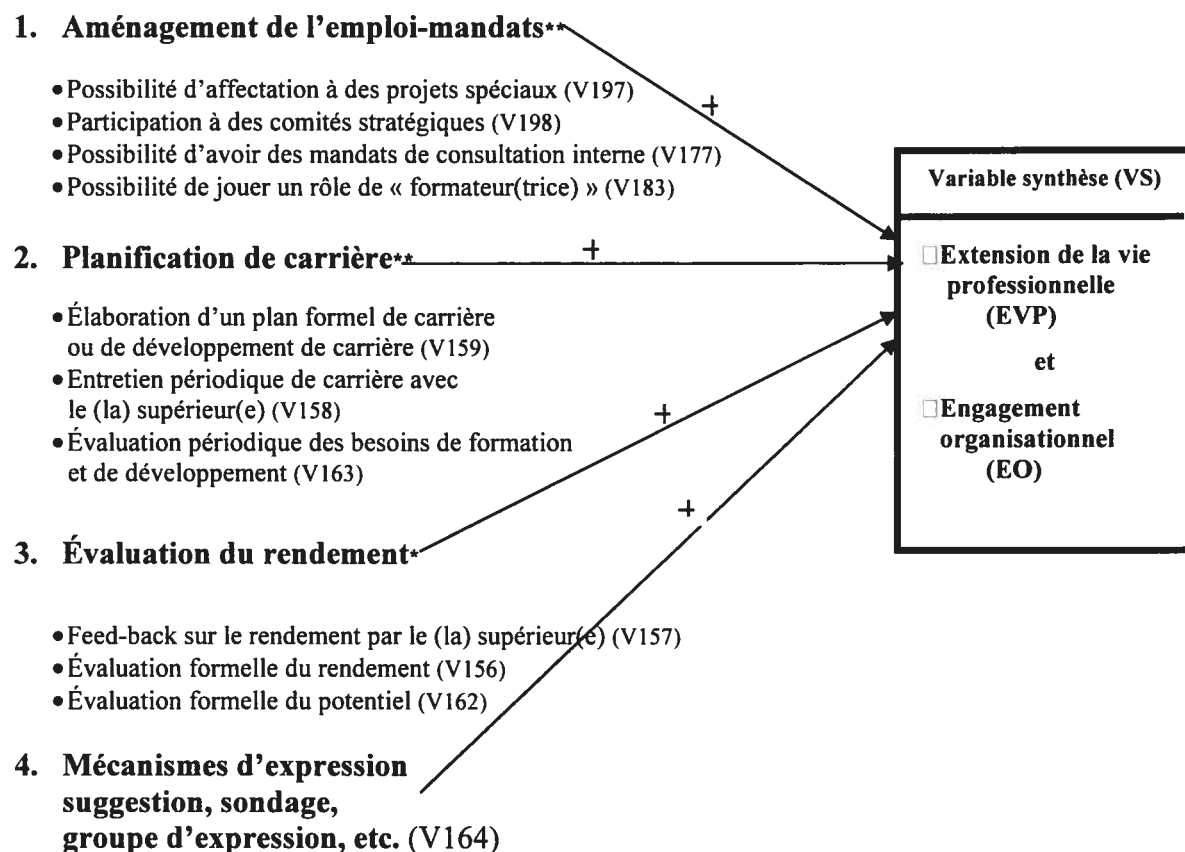 1. Aménagement de l'emploi-mandats**
•Possibilité d'affectation à des projets spéciaux (V197)
•Participation à des comités stratégiques (V198)
•Possibilité d'avoir des mandats de consultation interne (V177)
•Possibilité de jouer un rôle de « formateur(trice) » (V183)
+
2. Planification de carrière**
+
•Élaboration d'un plan formel de carrière
ou de développement de carrière (V159)
•Entretien périodique de carrière avec
le (la) supérieur(e) (V158)
•Évaluation périodique des besoins de formation
et de développement (V163)
+
3. Évaluation du rendement*
+
•Feed-back sur le rendement par le (la) supérieur(e) (V157)
•Évaluation formelle du rendement (V156)
•Évaluation formelle du potentiel (V162)
4. Mécanismes d'expression
suggestion, sondage,
groupe d'expression, etc. (V164)
Variable synthèse (VS)
□Extension de la vie
professionnelle
(EVP)
et
□Engagement
organisationnel
(EO)